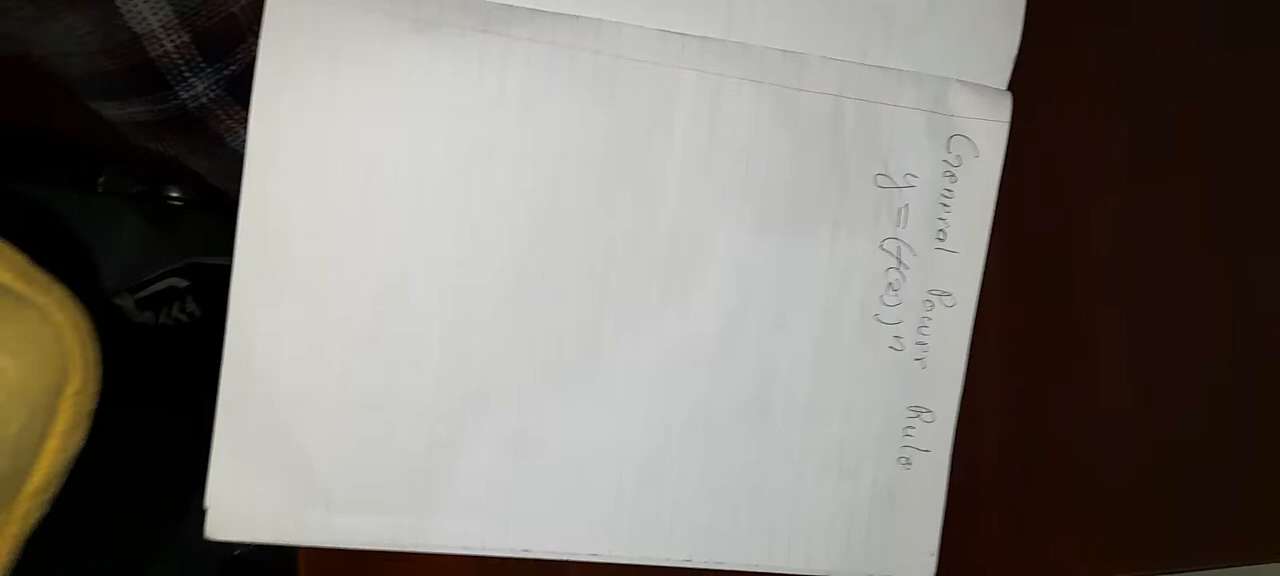 General Power Rule
y = (f(x))n